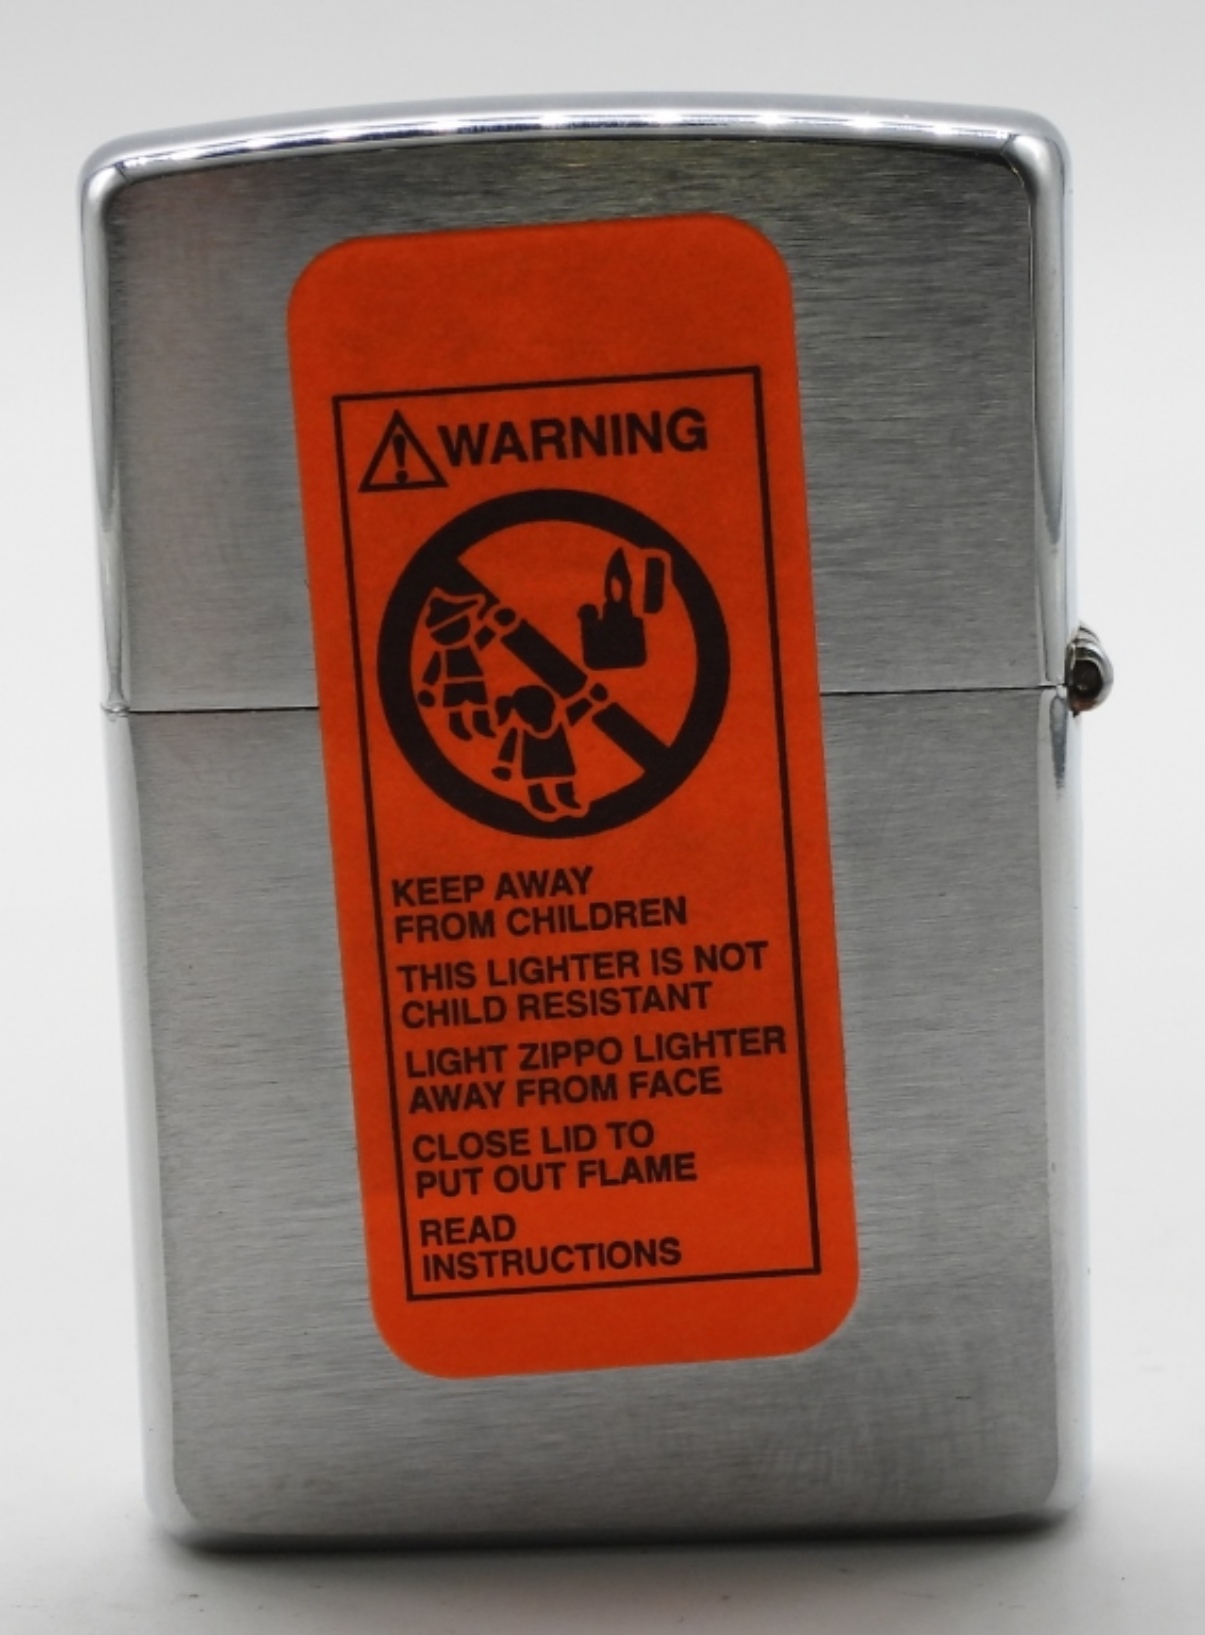 WARNING
KEEP AWAY
FROM CHILDREN
THIS LIGHTER IS NOT
CHILD RESISTANT
LIGHT ZIPPO LIGHTER
AWAY FROM FACE
CLOSE LID TO
PUT OUT FLAME
READ
INSTRUCTIONS